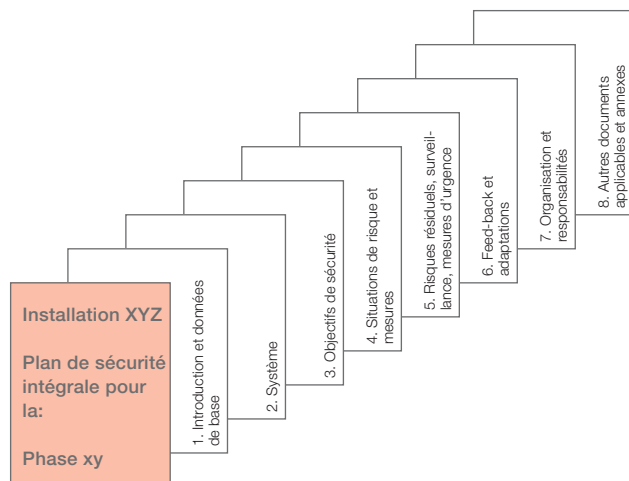 Installation XYZ
Plan de sécurité
intégrale pour
la:
Phase xy
1. Introduction et données
de base
2. Système
3. Objectifs de sécurité
4. Situations de risque et
mesures
5. Risques résiduels, surveil-
lance, mesures d'urgence
6. Feed-back et
adaptations
7. Organisation et
responsabilités
8. Autres documents
applicables et annexes